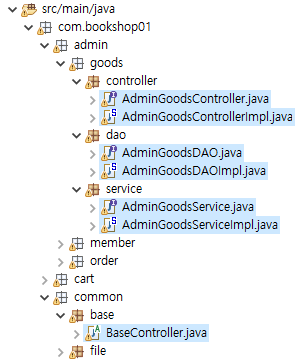 src/main/java
com.bookshop01
admin
goods
controller
AdminGoodsController.java
AdminGoodsControllerImpl.java
dao
AdminGoodsDAO.java
AdminGoodsDAOImpl.java
service
AdminGoodsService.java
AdminGoodsServiceImpl.java
member
order
cart
common
base
BaseController.java
file